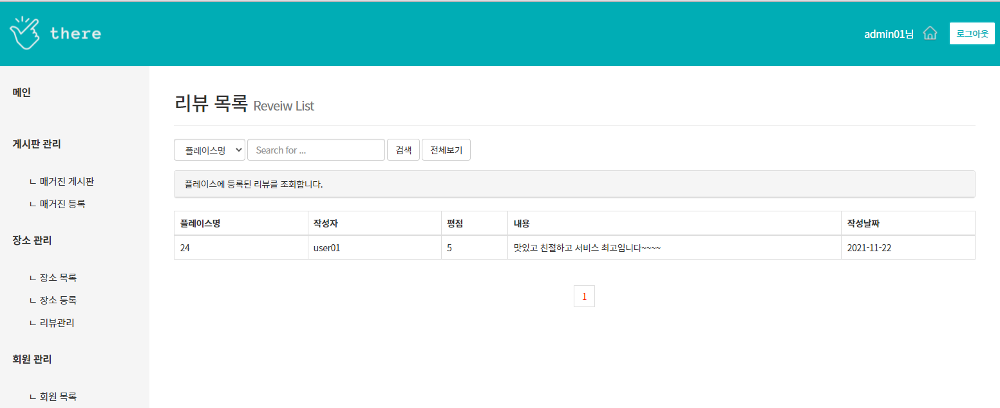 there
admin01님
로그아웃
메인
게시판 관리
ㄴ 매거진 게시판
ㄴ 매거진 등록
장소 관리
ㄴ 장소 목록
ㄴ 장소 등록
ㄴ 리뷰관리
회원 관리
ㄴ 회원 목록
리뷰 목록 Reveiw List
플레이스명 Search for ... 검색 전체보기
플레이스에 등록된 리뷰를 조회합니다.
플레이스명 작성자 평점 내용 작성날짜
24 user01 5 맛있고 친절하고 서비스 최고입니다~~~~ 2021-11-22
1